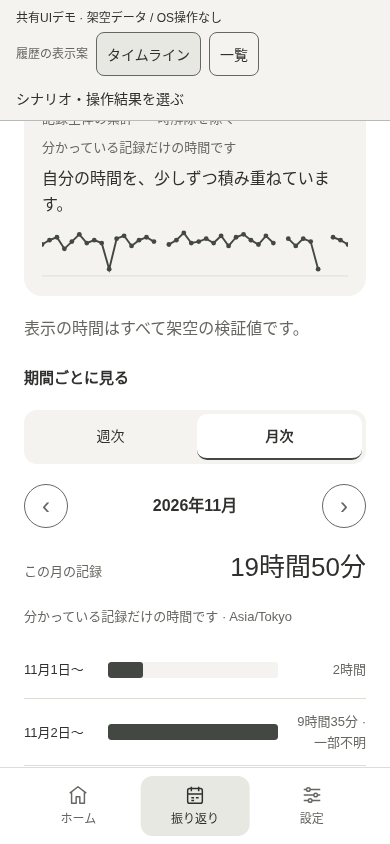 共有UIデモ · 架空データ / OS操作なし
履歴の表示案
タイムライン
一覧
シナリオ・操作結果を選ぶ
分かっている記録だけの時間です
自分の時間を、少しずつ積み重ねていま
す。
表示の時間はすべて架空の検証値です。
期間ごとに見る
週次
月次
‹
2026年11月
›
この月の記録
19時間50分
分かっている記録だけの時間です · Asia/Tokyo
11月1日〜
2時間
11月2日〜
9時間35分 ·
一部不明
ホーム
振り返り
設定